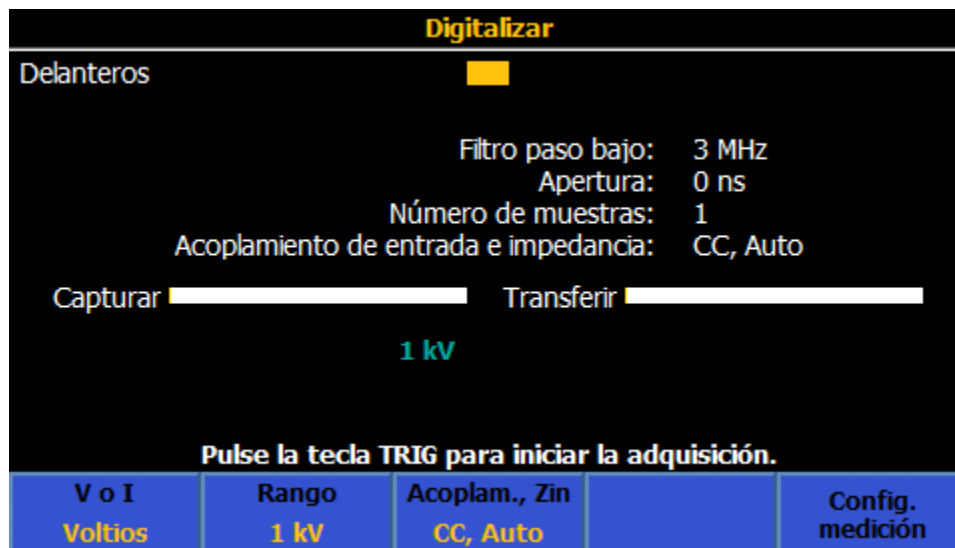 Digitalizar
Delanteros
Filtro paso bajo: 3 MHz
Apertura: 0 ns
Número de muestras: 1
Acoplamiento de entrada e impedancia: CC, Auto
Capturar Transferir
1 kV
Pulse la tecla TRIG para iniciar la adquisición.
V o I Rango Acoplam., Zin Config. medición
Voltios 1 kV CC, Auto